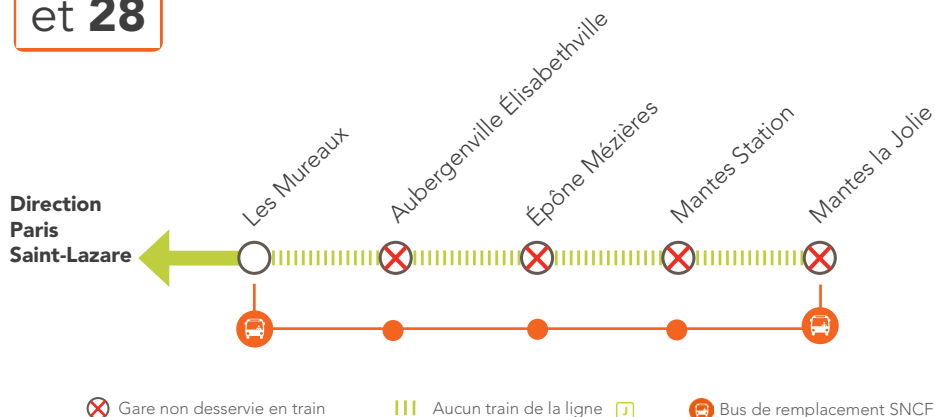 et 28
Les Mureaux
Aubergenville Élisabethville
Épône Mézières
Mantes Station
Mantes la Jolie
Direction
Paris
Saint-Lazare
Gare non desservie en train
Aucun train de la ligne J
Bus de remplacement SNCF